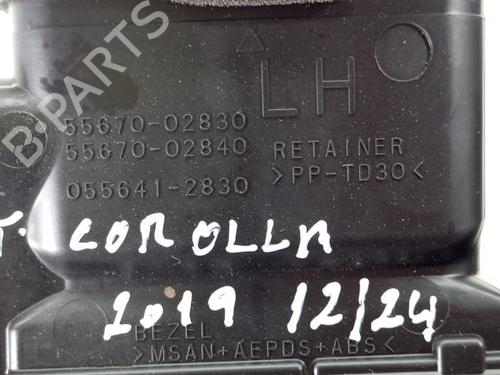 B-PARTS
LH
55670-02830
55670-02840
RETAINER
>PP-TD30<
055641-2830
T. COROLLA
2019 12/24
BEZEL
>MSAN+AEPDS+ABS<